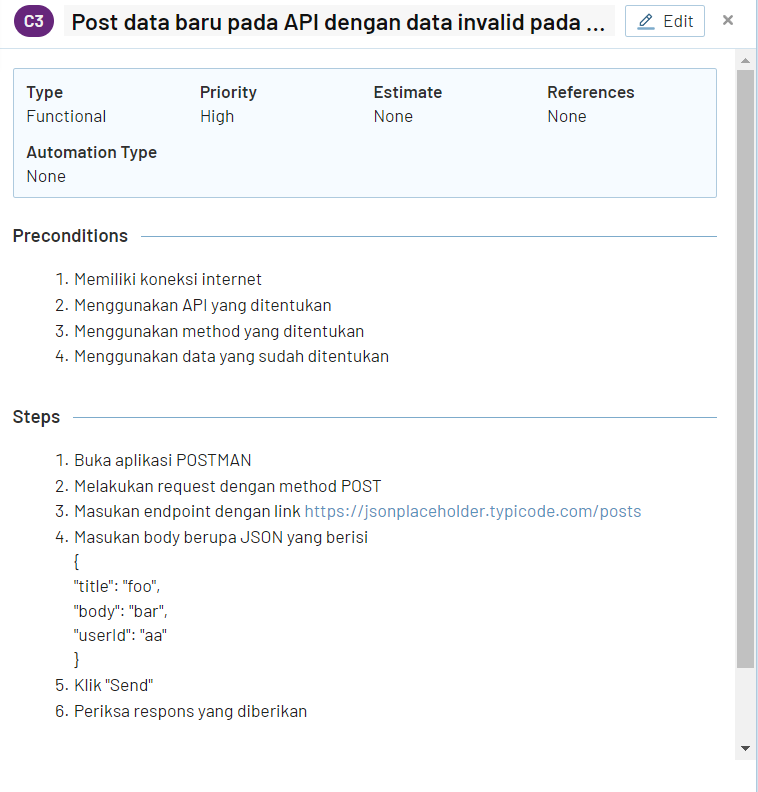 C3 Post data baru pada API dengan data invalid pada ... Edit ×
Type Priority Estimate References
Functional High None None
Automation Type
None
Preconditions
1. Memiliki koneksi internet
2. Menggunakan API yang ditentukan
3. Menggunakan method yang ditentukan
4. Menggunakan data yang sudah ditentukan
Steps
1. Buka aplikasi POSTMAN
2. Melakukan request dengan method POST
3. Masukan endpoint dengan link https://jsonplaceholder.typicode.com/posts
4. Masukan body berupa JSON yang berisi
{
"title": "foo",
"body": "bar",
"userId": "aa"
}
5. Klik "Send"
6. Periksa respons yang diberikan